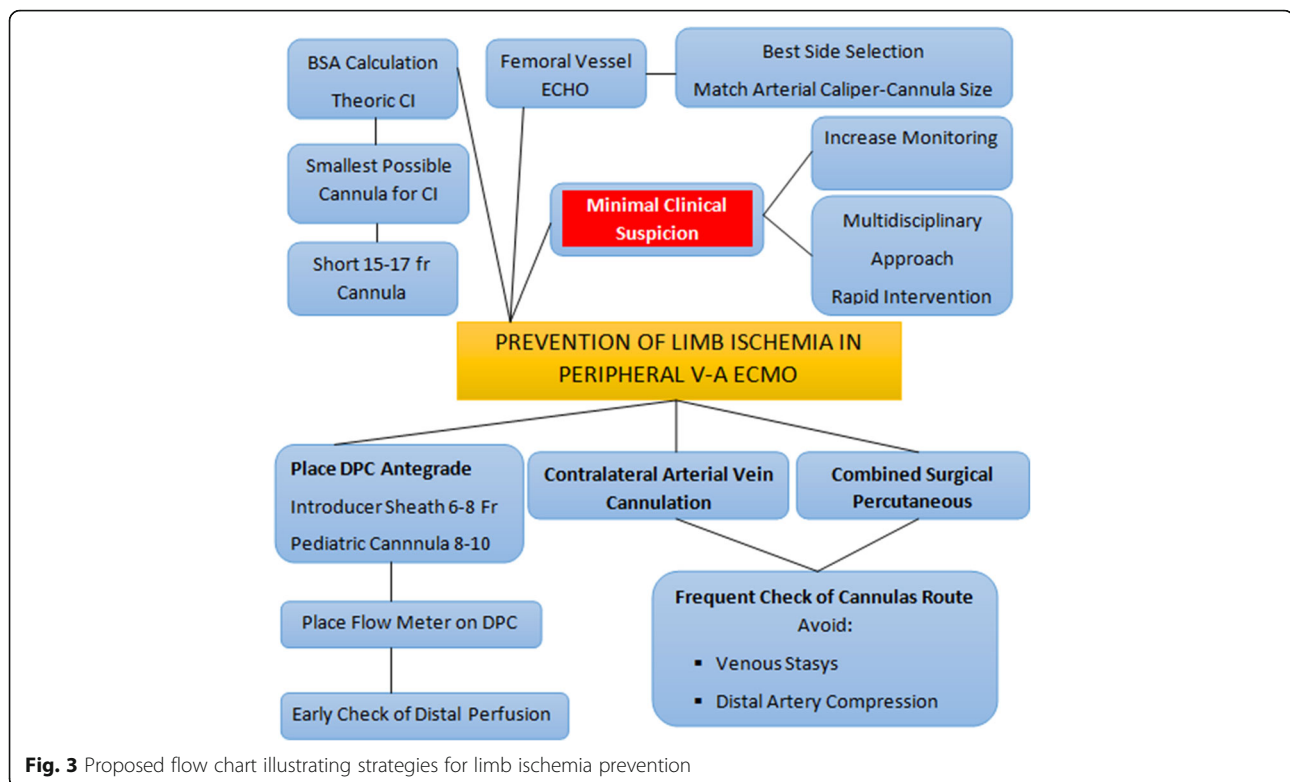 BSA Calculation
Theoric CI
Smallest Possible
Cannula for CI
Short 15-17 fr
Cannula
Femoral Vessel
ECHO
Best Side Selection
Match Arterial Caliper-Cannula Size
Minimal Clinical
Suspicion
Increase Monitoring
Multidisciplinary
Approach
Rapid Intervention
PREVENTION OF LIMB ISCHEMIA IN
PERIPHERAL V-A ECMO
Place DPC Antegrade
Introducer Sheath 6-8 Fr
Pediatric Cannnula 8-10
Place Flow Meter on DPC
Early Check of Distal Perfusion
Contralateral Arterial Vein
Cannulation
Combined Surgical
Percutaneous
Frequent Check of Cannulas Route
Avoid:
▪ Venous Stasys
▪ Distal Artery Compression
Fig. 3 Proposed flow chart illustrating strategies for limb ischemia prevention